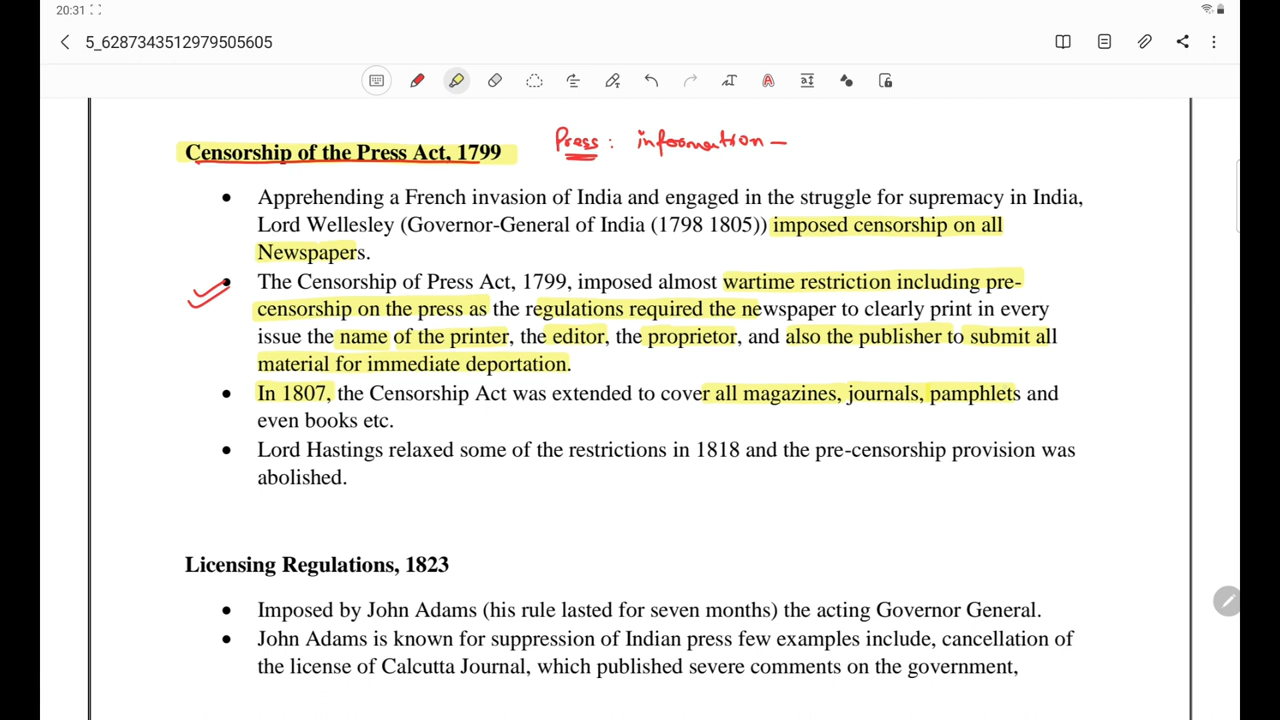 20:31
5_6287343512979505605
Censorship of the Press Act, 1799 Press : information —
• Apprehending a French invasion of India and engaged in the struggle for supremacy in India,
Lord Wellesley (Governor-General of India (1798 1805)) imposed censorship on all
Newspapers.
• The Censorship of Press Act, 1799, imposed almost wartime restriction including pre-
censorship on the press as the regulations required the newspaper to clearly print in every
issue the name of the printer, the editor, the proprietor, and also the publisher to submit all
material for immediate deportation.
• In 1807, the Censorship Act was extended to cover all magazines, journals, pamphlets and
even books etc.
• Lord Hastings relaxed some of the restrictions in 1818 and the pre-censorship provision was
abolished.
Licensing Regulations, 1823
• Imposed by John Adams (his rule lasted for seven months) the acting Governor General.
• John Adams is known for suppression of Indian press few examples include, cancellation of
the license of Calcutta Journal, which published severe comments on the government,